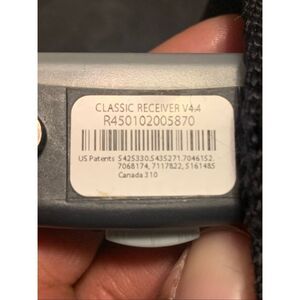 CLASSIC RECEIVER V4.4
R450102005870
US Patents 5425330,5435271,7046152,
7068174, 7117822, 5161485
Canada 310